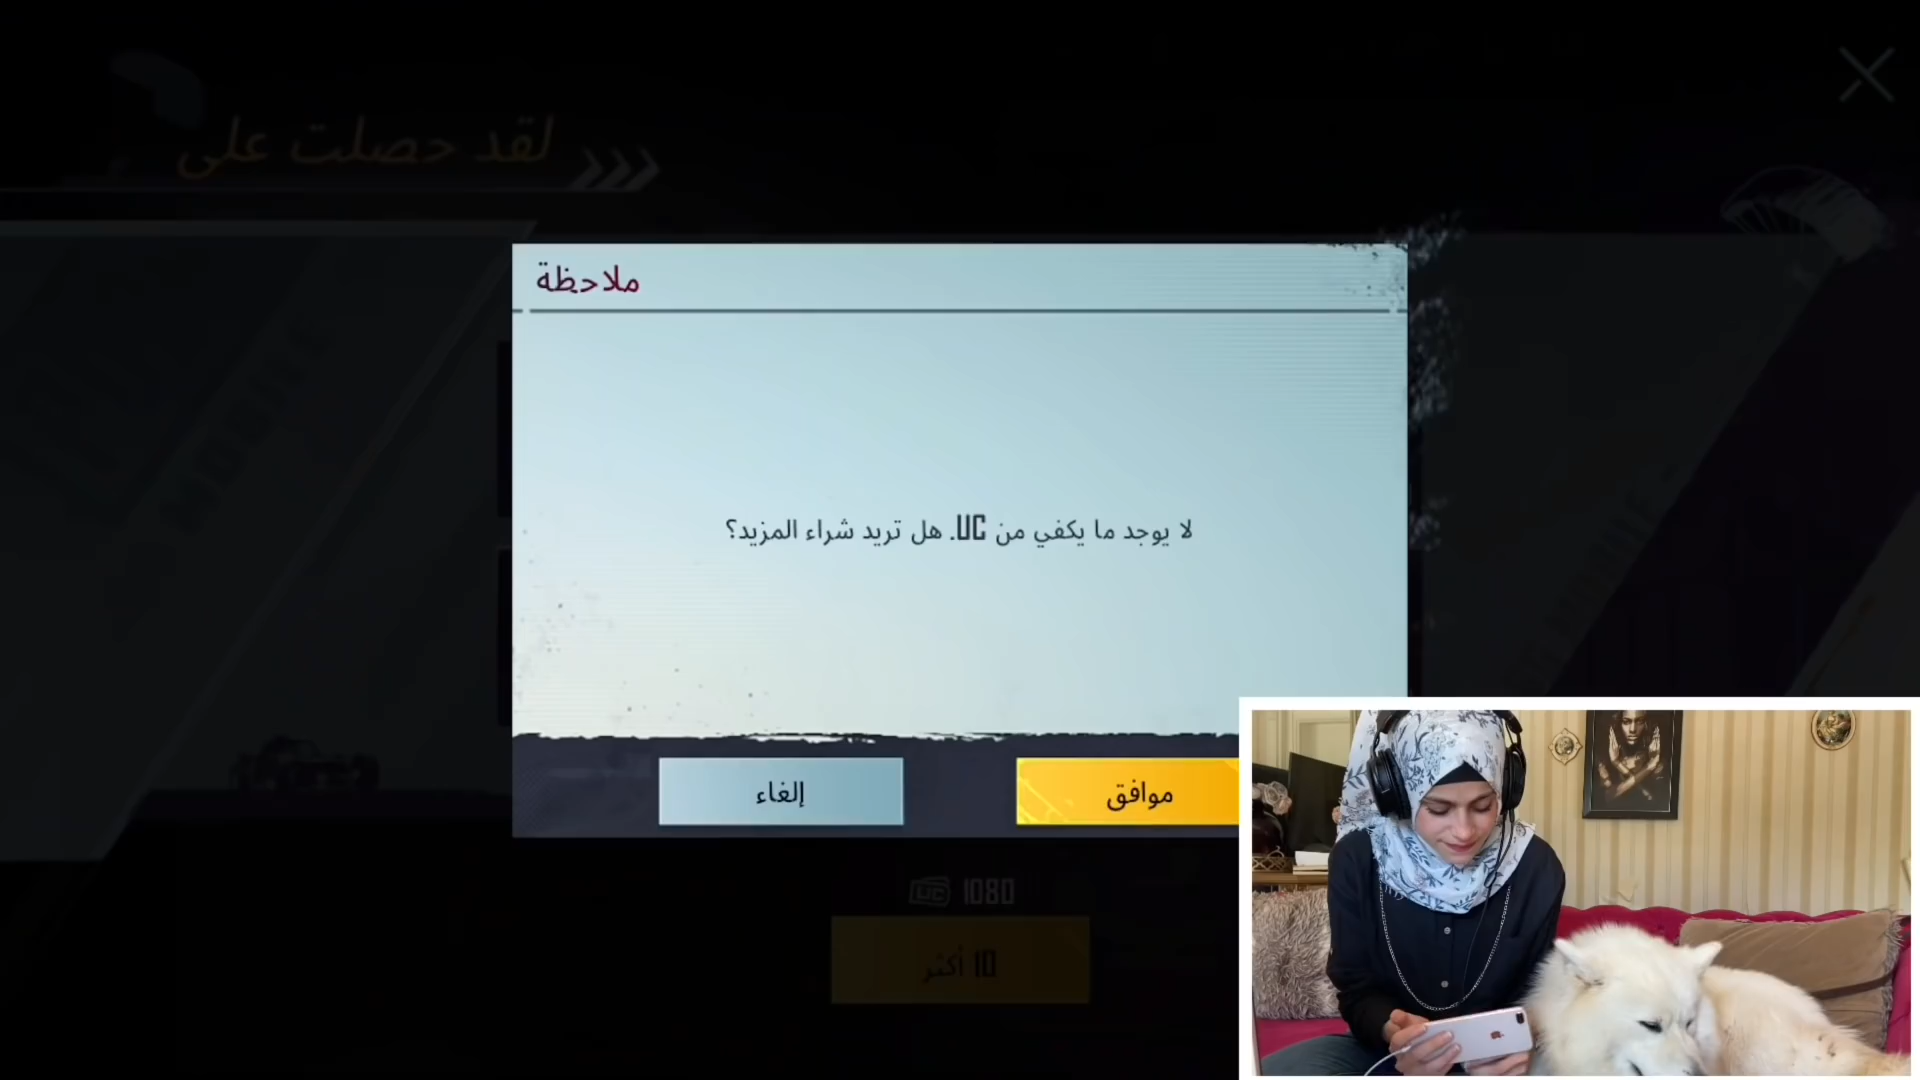 لقد حصلت على
ملاحظة
لا يوجد ما يكفي من UC. هل تريد شراء المزيد؟
إلغاء
موافق
UC 1080
10 أكثر